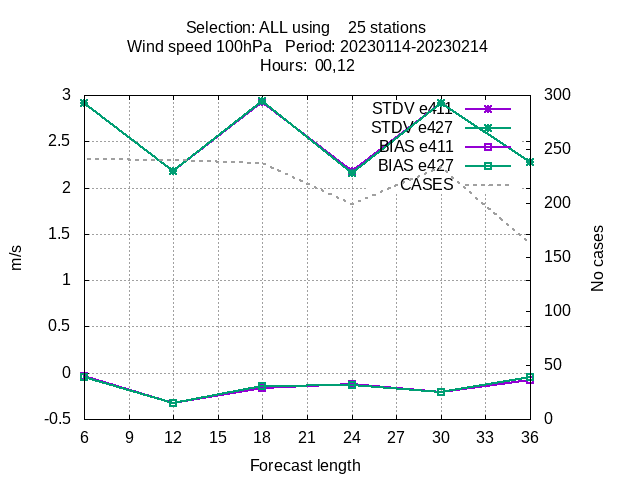 Selection: ALL using    25 stations
Wind speed 100hPa   Period: 20230114-20230214
Hours:  00,12
3
2.5
2
1.5
1
0.5
0
-0.5
m/s
STDV e411
STDV e427
BIAS e411
BIAS e427
CASES
300
250
200
150
100
50
0
No cases
6 9 12 15 18 21 24 27 30 33 36
Forecast length